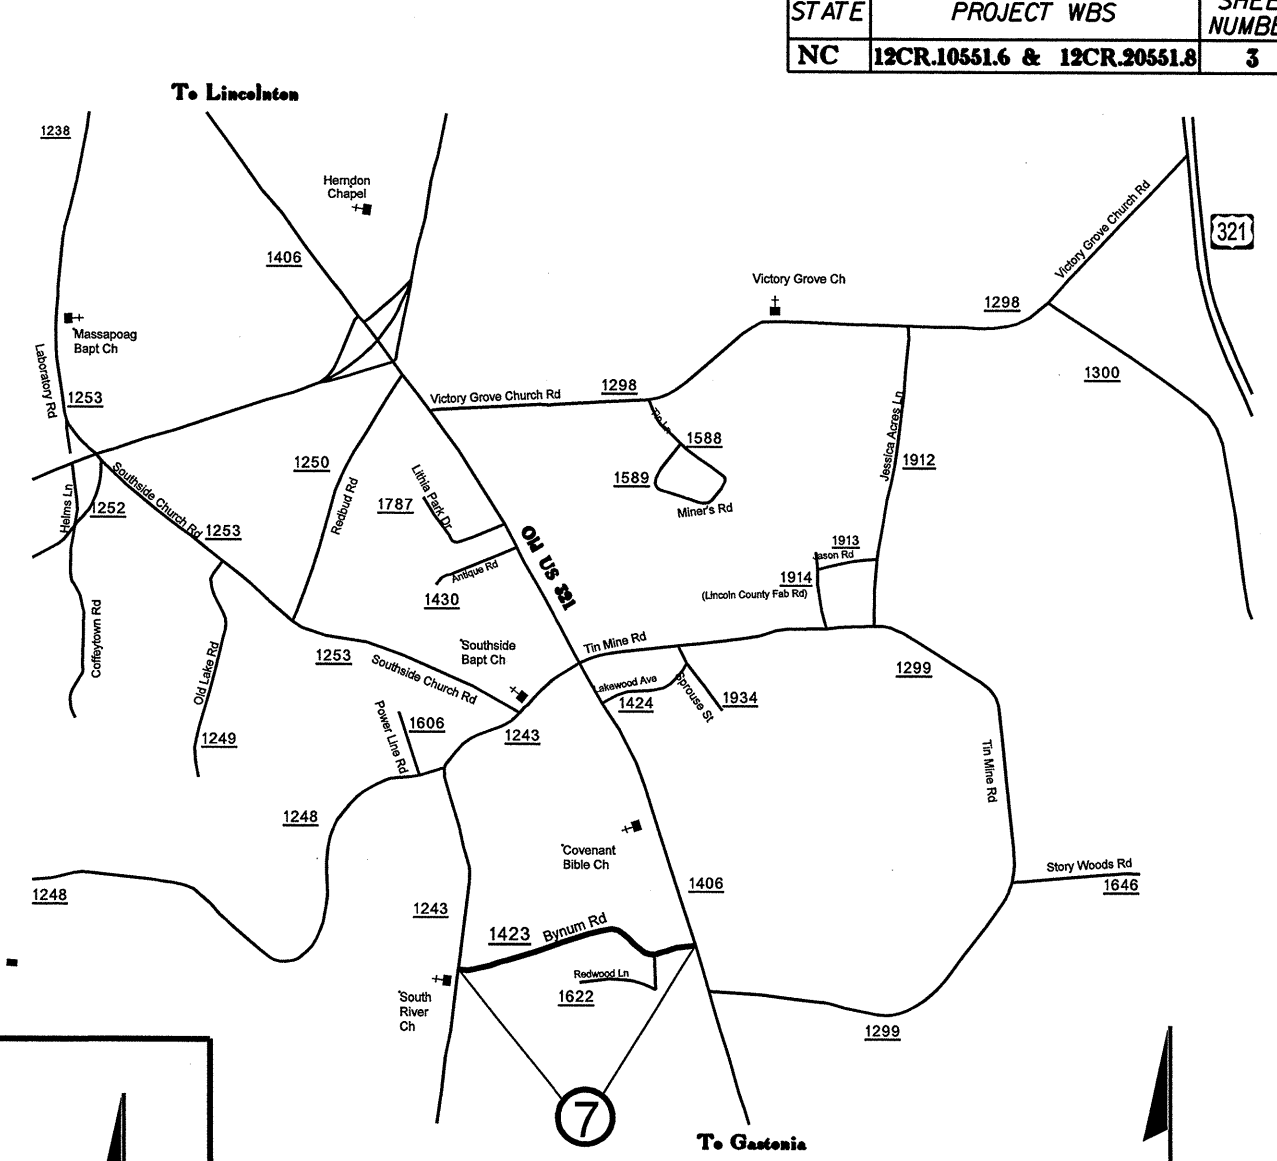 STATE
PROJECT WBS
SHEET
NUMBE
NC
12CR.10551.6 & 12CR.20551.8
3
To Lincolnton
1238
Herndon
Chapel
1406
Victory Grove Church Rd
321
Victory Grove Ch
1298
Massapoag
Bapt Ch
Laboratory Rd
1253
1300
Victory Grove Church Rd
1298
Tin Ln
1588
1589
Miner's Rd
Jessica Acres Ln
1912
1250
Redbud Rd
Southside Church Rd
Helms Ln
1252
1253
Lithia Park Dr
1787
Old US 321
Antique Rd
1430
1913
Jason Rd
1914
(Lincoln County Fab Rd)
Coffeytown Rd
Old Lake Rd
1249
1253
Southside Church Rd
Southside
Bapt Ch
Tin Mine Rd
Lakewood Ave
1424
Sprouse St
1934
1299
Tin Mine Rd
Power Line Rd
1606
1243
1248
Covenant
Bible Ch
1248
1406
Story Woods Rd
1646
1243
1423
Bynum Rd
Redwood Ln
1622
South
River
Ch
1299
7
To Gastonia